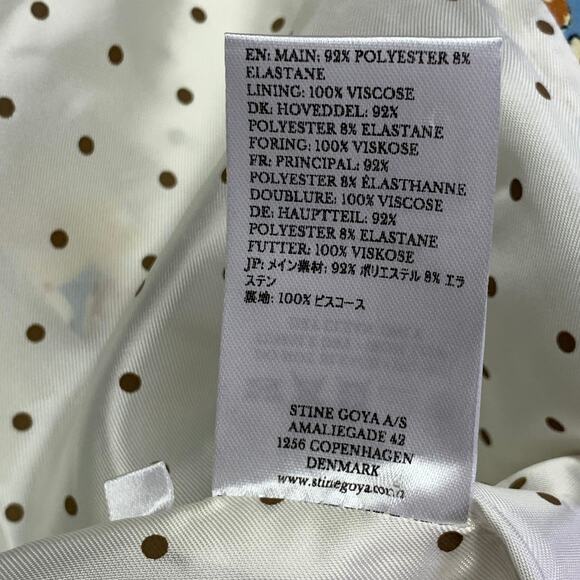 EN: MAIN: 92% POLYESTER 8%
ELASTANE
LINING: 100% VISCOSE
DK: HOVEDDEL: 92%
POLYESTER 8% ELASTANE
FORING: 100% VISKOSE
FR: PRINCIPAL: 92%
POLYESTER 8% ÉLASTHANNE
DOUBLURE: 100% VISCOSE
DE: HAUPTTEIL: 92%
POLYESTER 8% ELASTANE
FUTTER: 100% VISKOSE
JP: メイン素材: 92% ポリエステル 8% エラ
ステン
裏地: 100% ビスコース
STINE GOYA A/S
AMALIEGADE 42
1256 COPENHAGEN
DENMARK
www.stinegoya.com